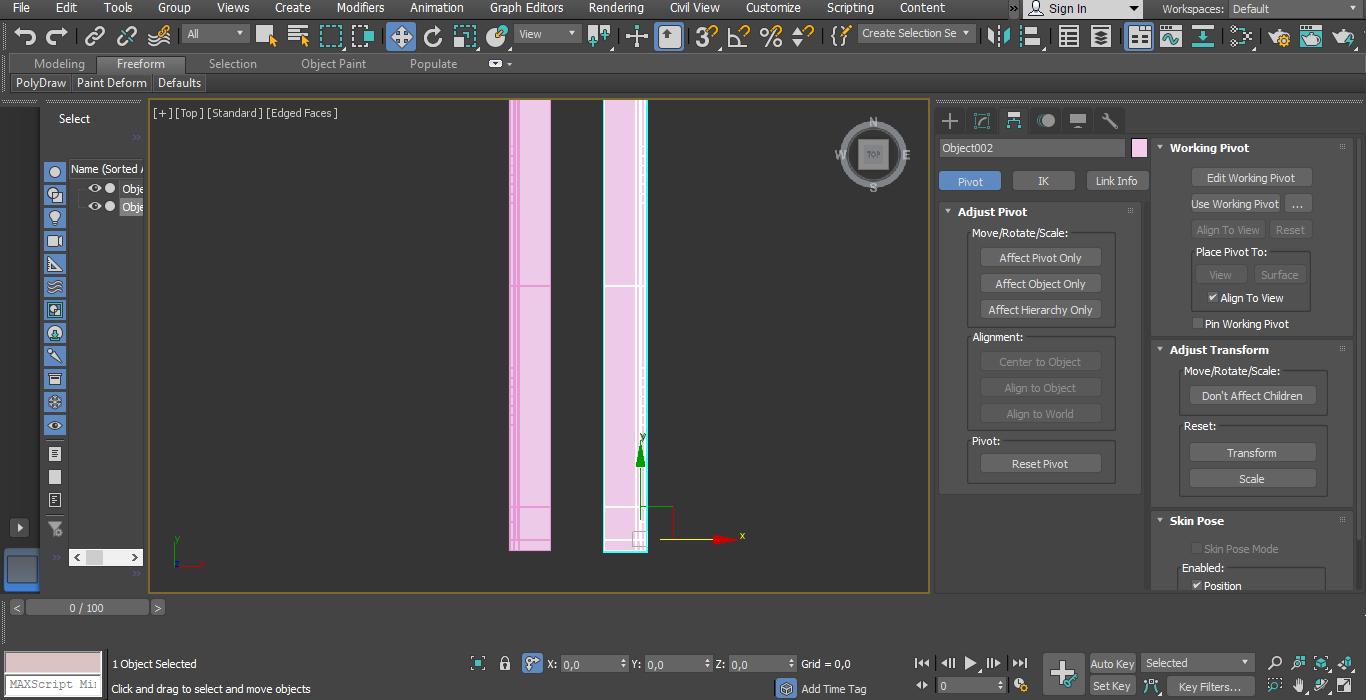 File Edit Tools Group Views Create Modifiers Animation Graph Editors Rendering Civil View Customize Scripting Content » Sign In Workspaces: Default
All View 3 Create Selection Se
Modeling Freeform Selection Object Paint Populate
PolyDraw Paint Deform Defaults
Select
Name (Sorted A
Obje
Obje
[+] [Top] [Standard] [Edged Faces]
N
W TOP E
S
y
x
y
Object002
Pivot IK Link Info
Adjust Pivot
Move/Rotate/Scale:
Affect Pivot Only
Affect Object Only
Affect Hierarchy Only
Alignment:
Center to Object
Align to Object
Align to World
Pivot:
Reset Pivot
Working Pivot
Edit Working Pivot
Use Working Pivot ...
Align To View Reset
Place Pivot To:
View Surface
Align To View
Pin Working Pivot
Adjust Transform
Move/Rotate/Scale:
Don't Affect Children
Reset:
Transform
Scale
Skin Pose
Skin Pose Mode
Enabled:
Position
< 0 / 100 >
1 Object Selected X: 0,0 Y: 0,0 Z: 0,0 Grid = 0,0 Auto Key Selected
MAXScript Mi Click and drag to select and move objects Add Time Tag 0 Set Key Key Filters...